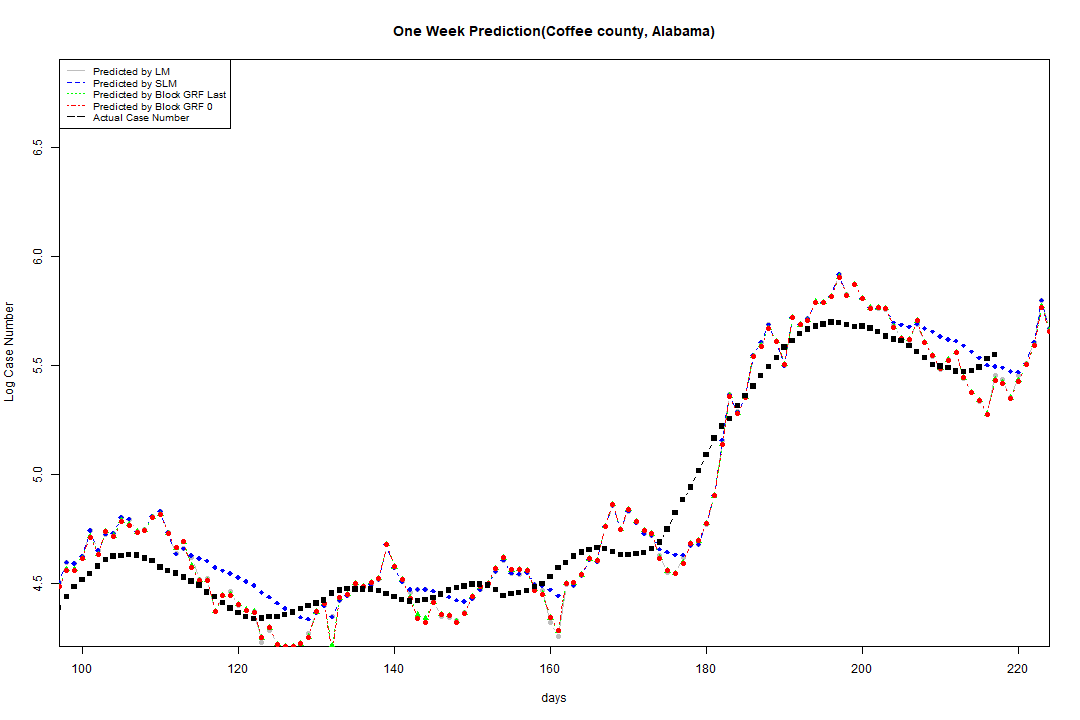 One Week Prediction(Coffee county, Alabama)
Predicted by LM
Predicted by SLM
Predicted by Block GRF Last
Predicted by Block GRF 0
Actual Case Number
6.5
6.0
5.5
5.0
4.5
Log Case Number
100 120 140 160 180 200 220
days